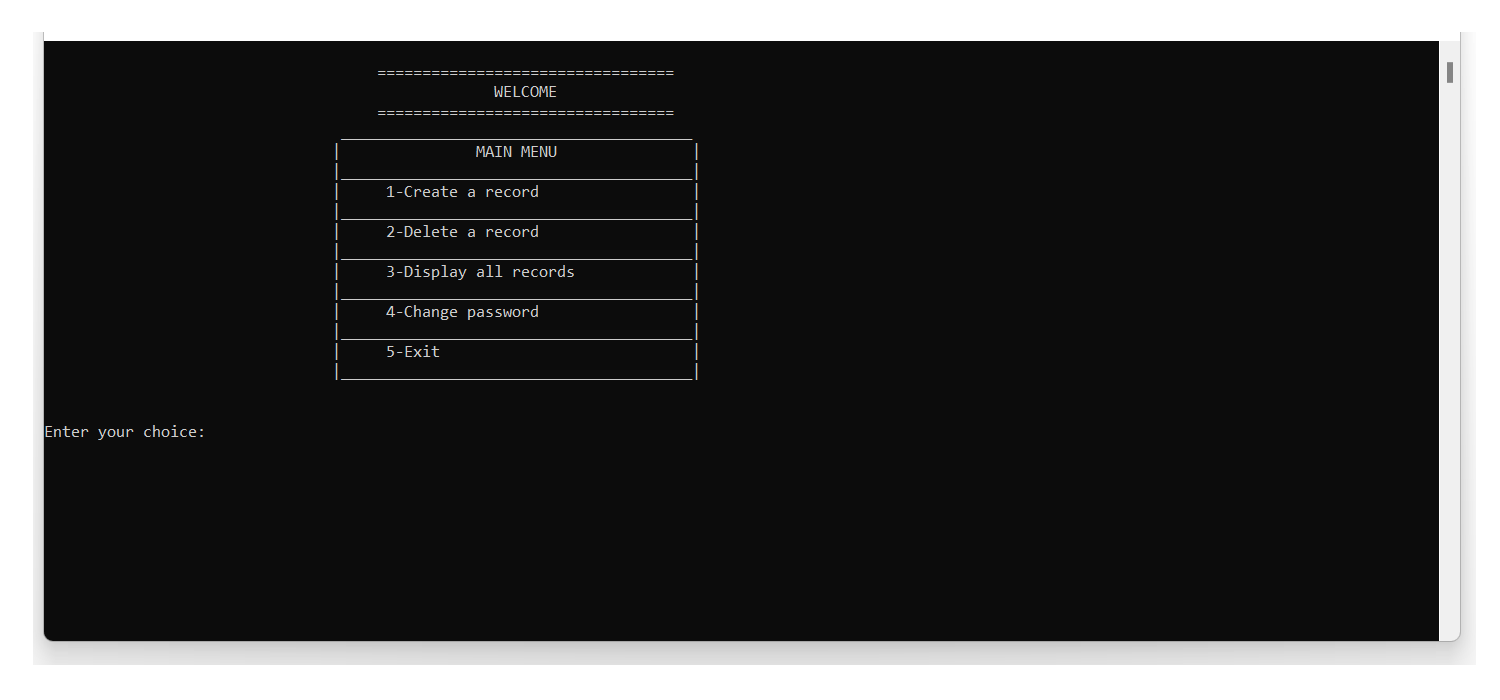 =================================
WELCOME
=================================
MAIN MENU
1-Create a record
2-Delete a record
3-Display all records
4-Change password
5-Exit
Enter your choice: